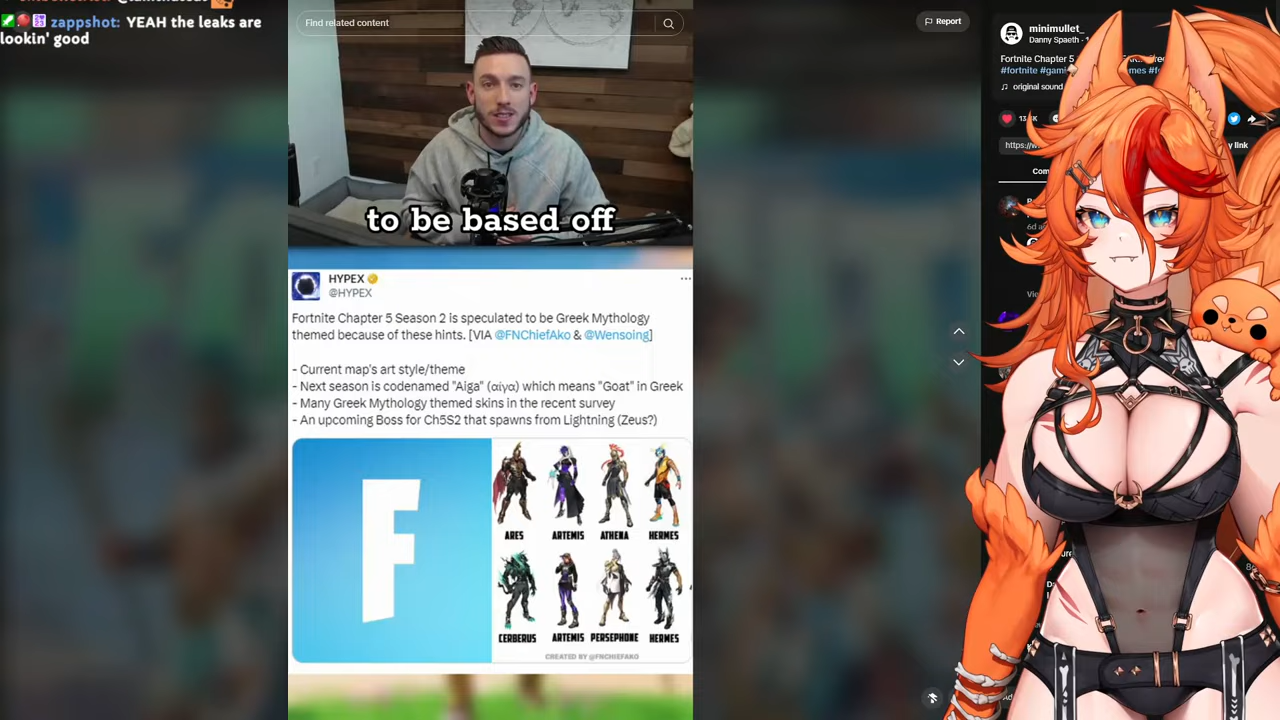 zappshot: YEAH the leaks are
lookin' good
Find related content
Report
minimullet_
Danny Spaeth
Fortnite Chapter 5
#fortnite
original sound
y link
to be based off
HYPEX
@HYPEX
Fortnite Chapter 5 Season 2 is speculated to be Greek Mythology
themed because of these hints. [VIA @FNChiefAko & @Wensoing]
- Current map's art style/theme
- Next season is codenamed "Aiga" (αίγα) which means "Goat" in Greek
- Many Greek Mythology themed skins in the recent survey
- An upcoming Boss for Ch5S2 that spawns from Lightning (Zeus?)
F
ARES ARTEMIS ATHENA HERMES
CERBERUS ARTEMIS PERSEPHONE HERMES
CREATED BY @FNCHIEFAKO